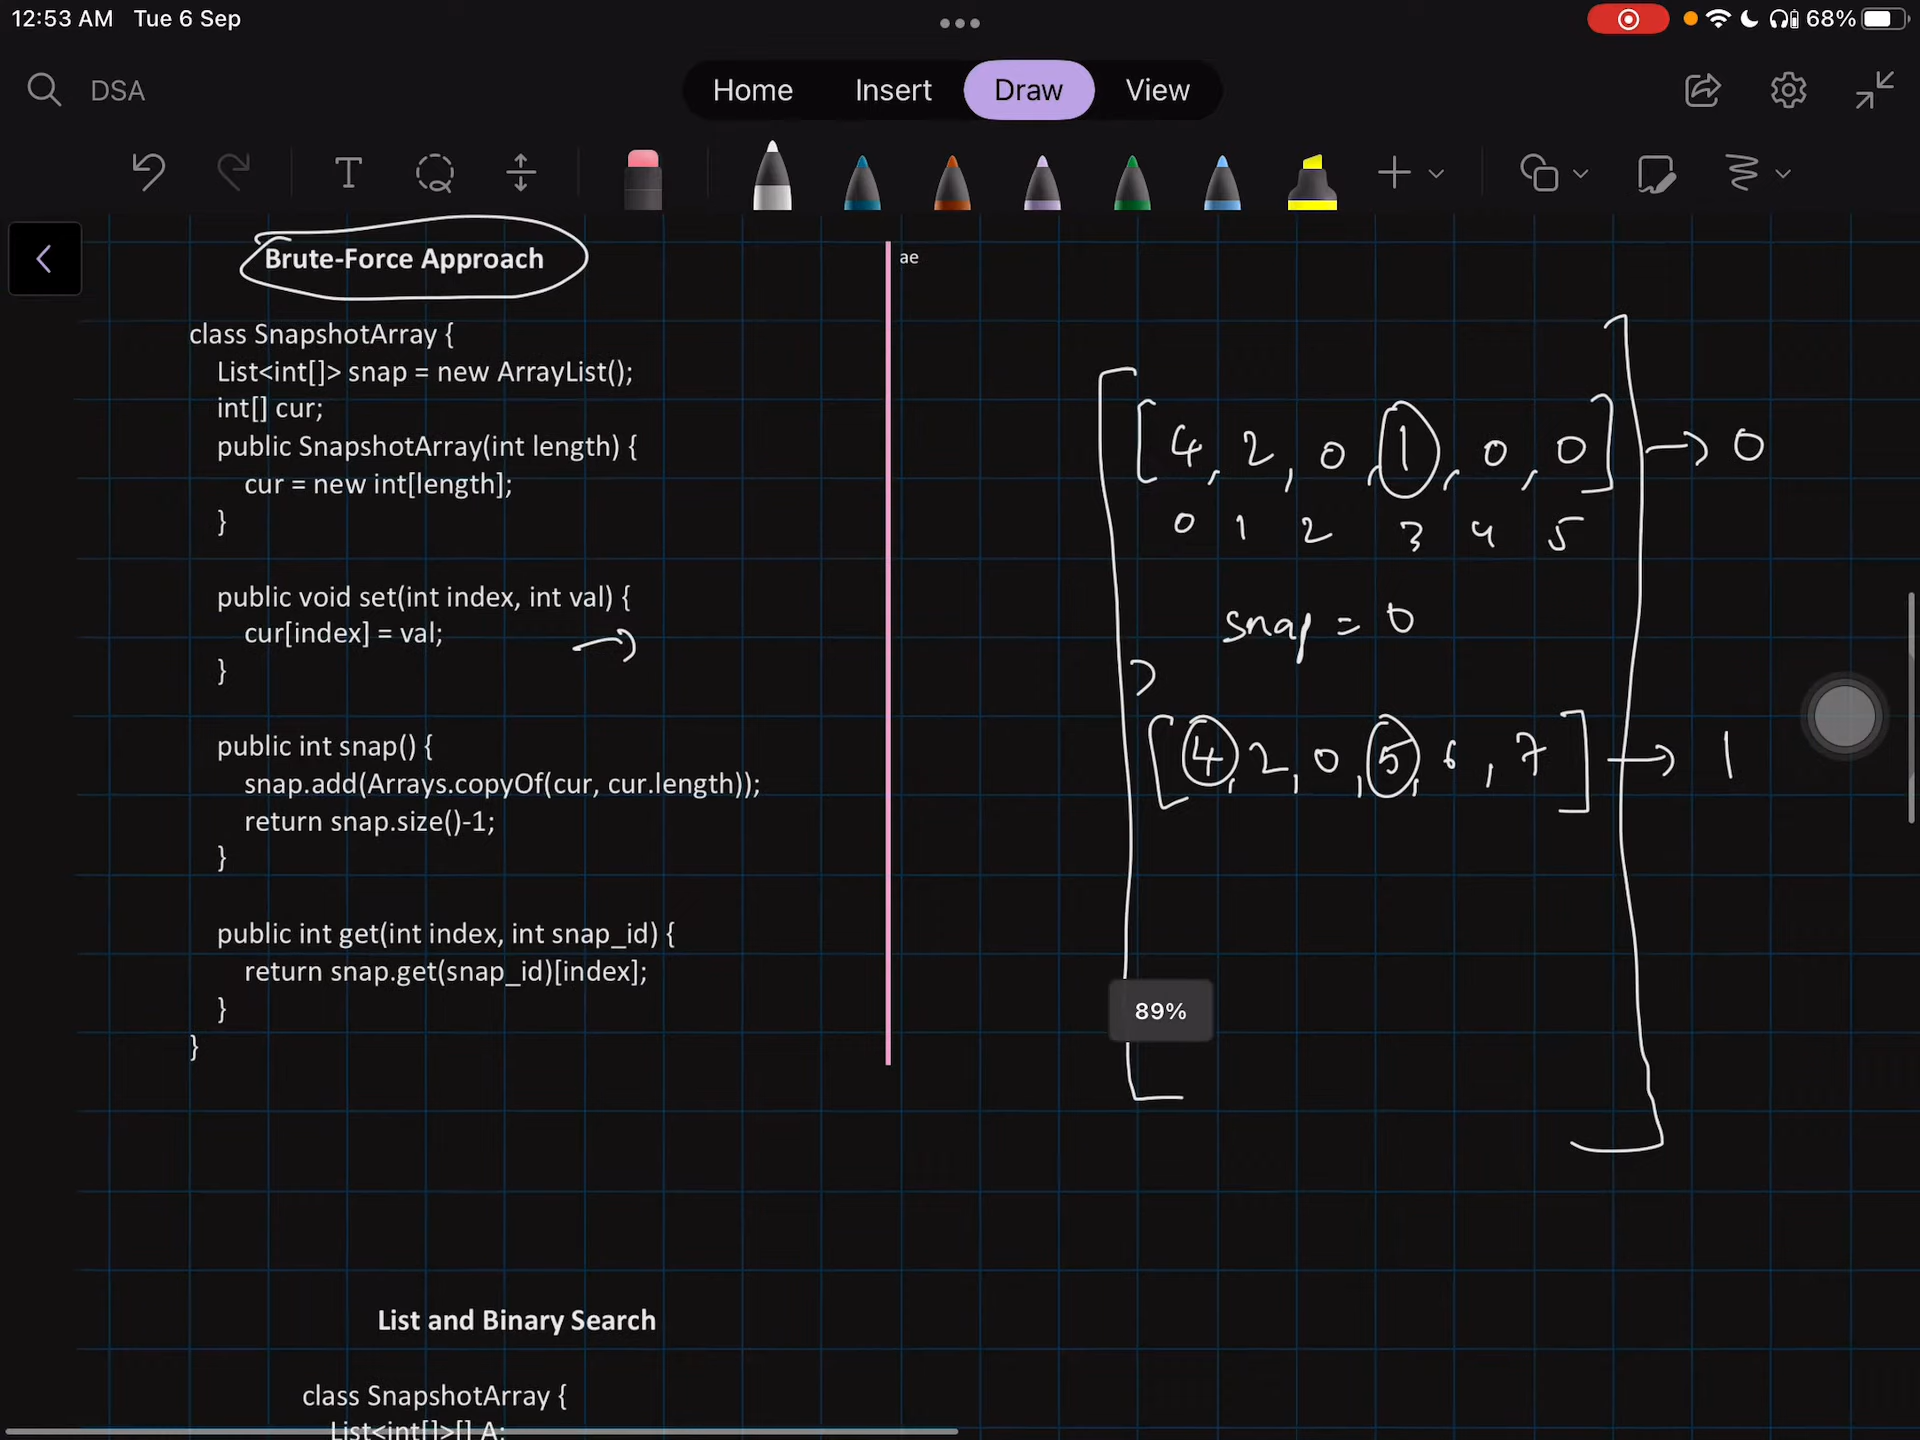 12:53 AM Tue 6 Sep
68%
DSA
Home Insert Draw View
T
Brute-Force Approach
class SnapshotArray {
List<int[]> snap = new ArrayList();
int[] cur;
public SnapshotArray(int length) {
cur = new int[length];
}
public void set(int index, int val) {
cur[index] = val;
}
public int snap() {
snap.add(Arrays.copyOf(cur, cur.length));
return snap.size()-1;
}
public int get(int index, int snap_id) {
return snap.get(snap_id)[index];
}
}
ae
[4, 2, 0, 1, 0, 0] → 0
0 1 2 3 4 5
snap = 0
[4, 2, 0, 5, 6, 7] → 1
89%
List and Binary Search
class SnapshotArray {
List<int[]>[] A;